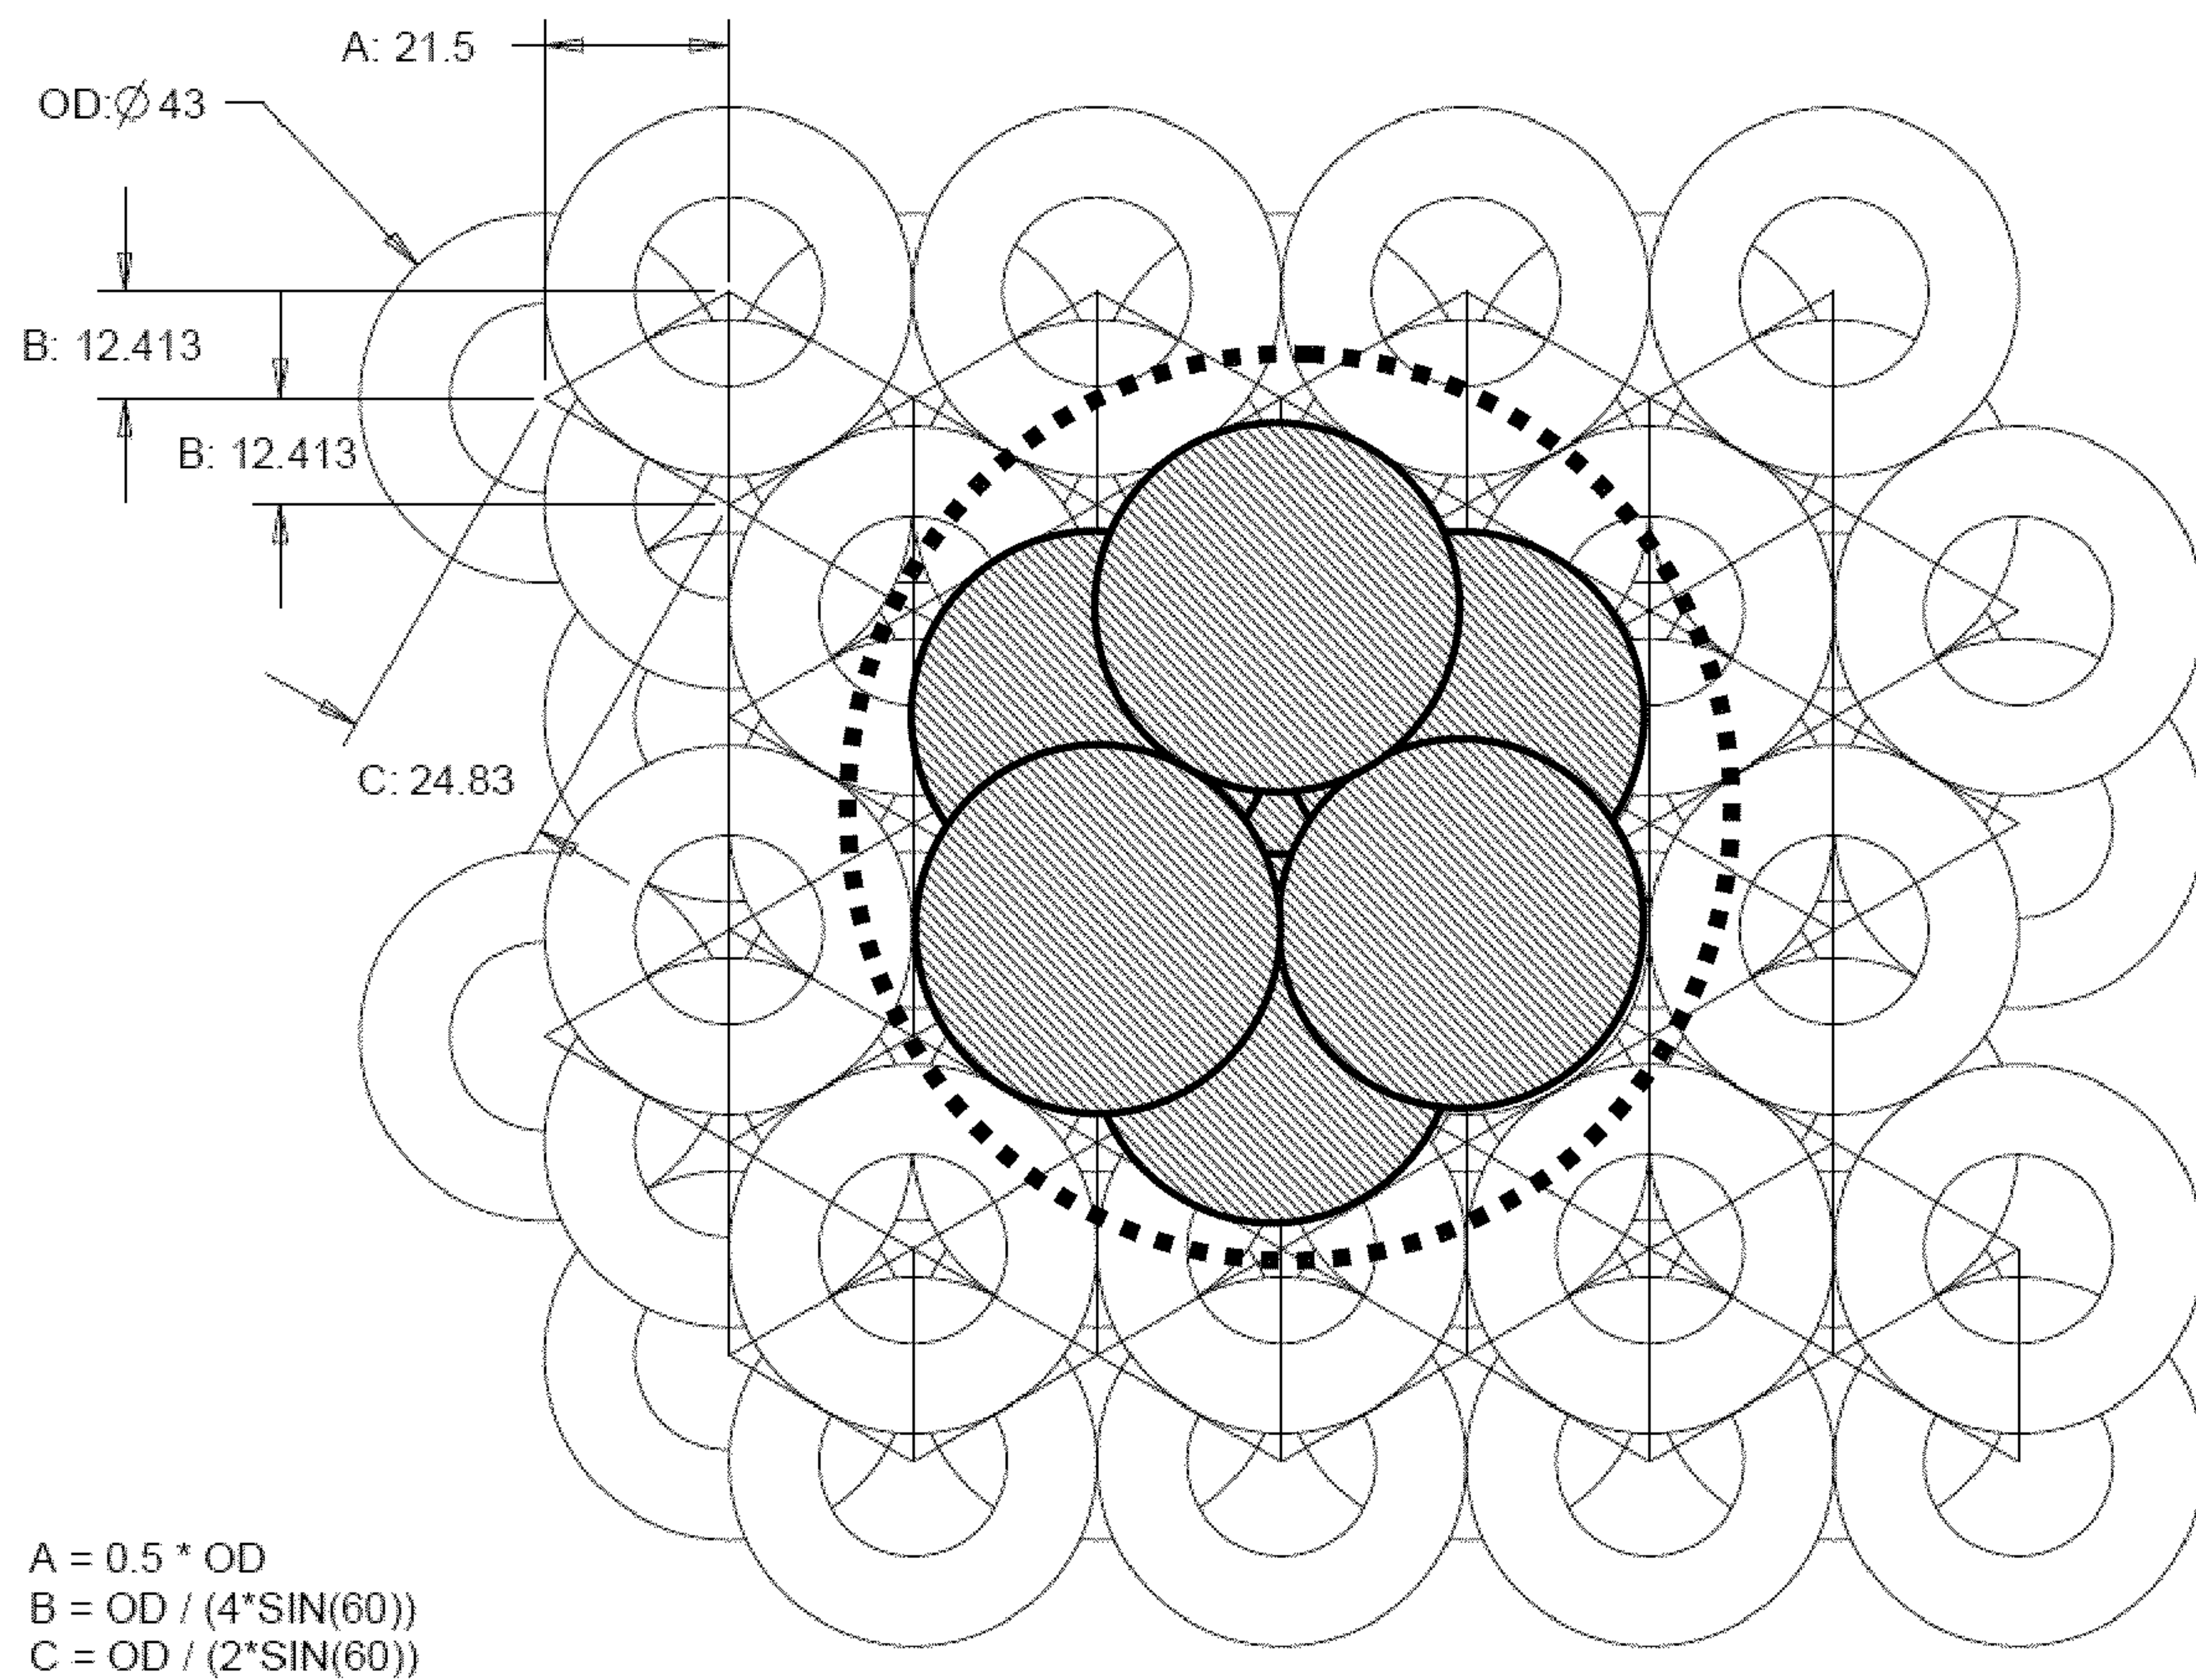 A: 21.5
OD:∅43
B: 12.413
B: 12.413
C: 24.83
A = 0.5 * OD
B = OD / (4*SIN(60))
C = OD / (2*SIN(60))